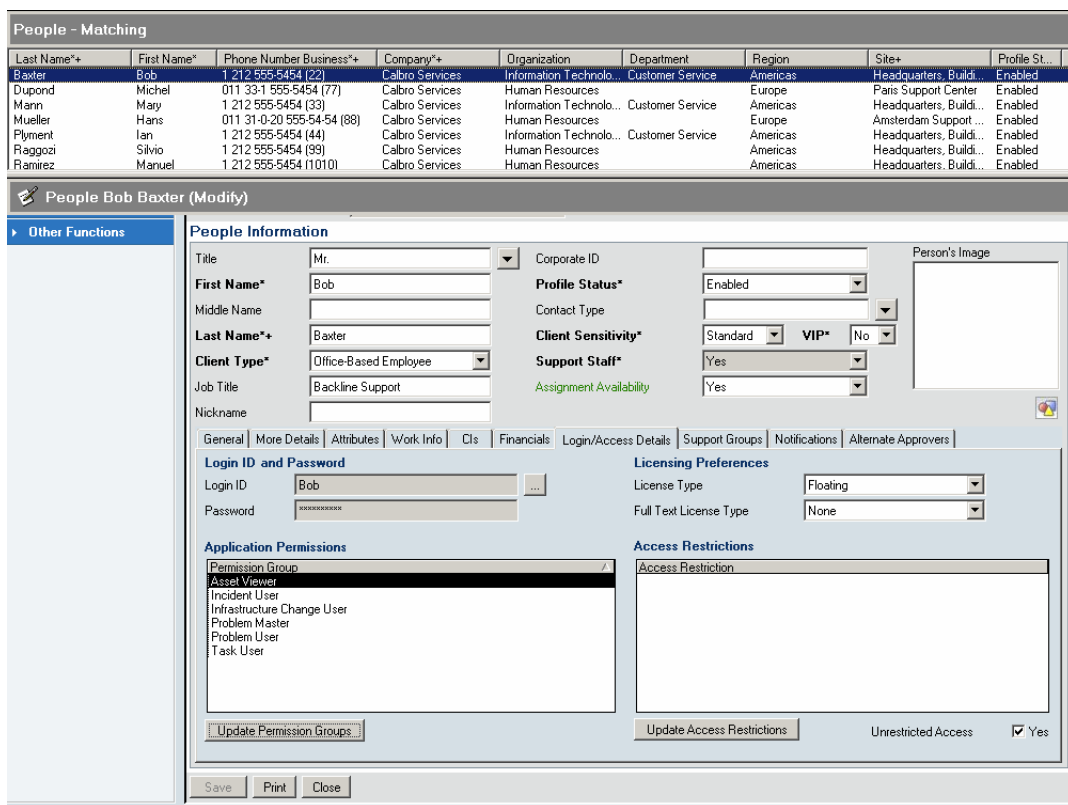 People - Matching
Last Name*+ First Name* Phone Number Business*+ Company*+ Organization Department Region Site+ Profile St...
Baxter Bob 1 212 555-5454 (22) Calbro Services Information Technolo... Customer Service Americas Headquarters, Buildi... Enabled
Dupond Michel 011 33-1 555-5454 (77) Calbro Services Human Resources Europe Paris Support Center Enabled
Mann Mary 1 212 555-5454 (33) Calbro Services Information Technolo... Customer Service Americas Headquarters, Buildi... Enabled
Mueller Hans 011 31-0-20 555-54-54 (88) Calbro Services Human Resources Europe Amsterdam Support ... Enabled
Plyment Ian 1 212 555-5454 (44) Calbro Services Information Technolo... Customer Service Americas Headquarters, Buildi... Enabled
Raggozi Silvio 1 212 555-5454 (99) Calbro Services Human Resources Americas Headquarters, Buildi... Enabled
Ramirez Manuel 1 212 555-5454 (1010) Calbro Services Human Resources Americas Headquarters, Buildi... Enabled
People Bob Baxter (Modify)
Other Functions
People Information
Title Mr. Corporate ID Person's Image
First Name* Bob Profile Status* Enabled
Middle Name Contact Type
Last Name*+ Baxter Client Sensitivity* Standard VIP* No
Client Type* Office-Based Employee Support Staff* Yes
Job Title Backline Support Assignment Availability Yes
Nickname
General More Details Attributes Work Info CIs Financials Login/Access Details Support Groups Notifications Alternate Approvers
Login ID and Password Licensing Preferences
Login ID Bob ... License Type Floating
Password ********** Full Text License Type None
Application Permissions Access Restrictions
Permission Group Access Restriction
Asset Viewer
Incident User
Infrastructure Change User
Problem Master
Problem User
Task User
Update Permission Groups Update Access Restrictions Unrestricted Access Yes
Save Print Close